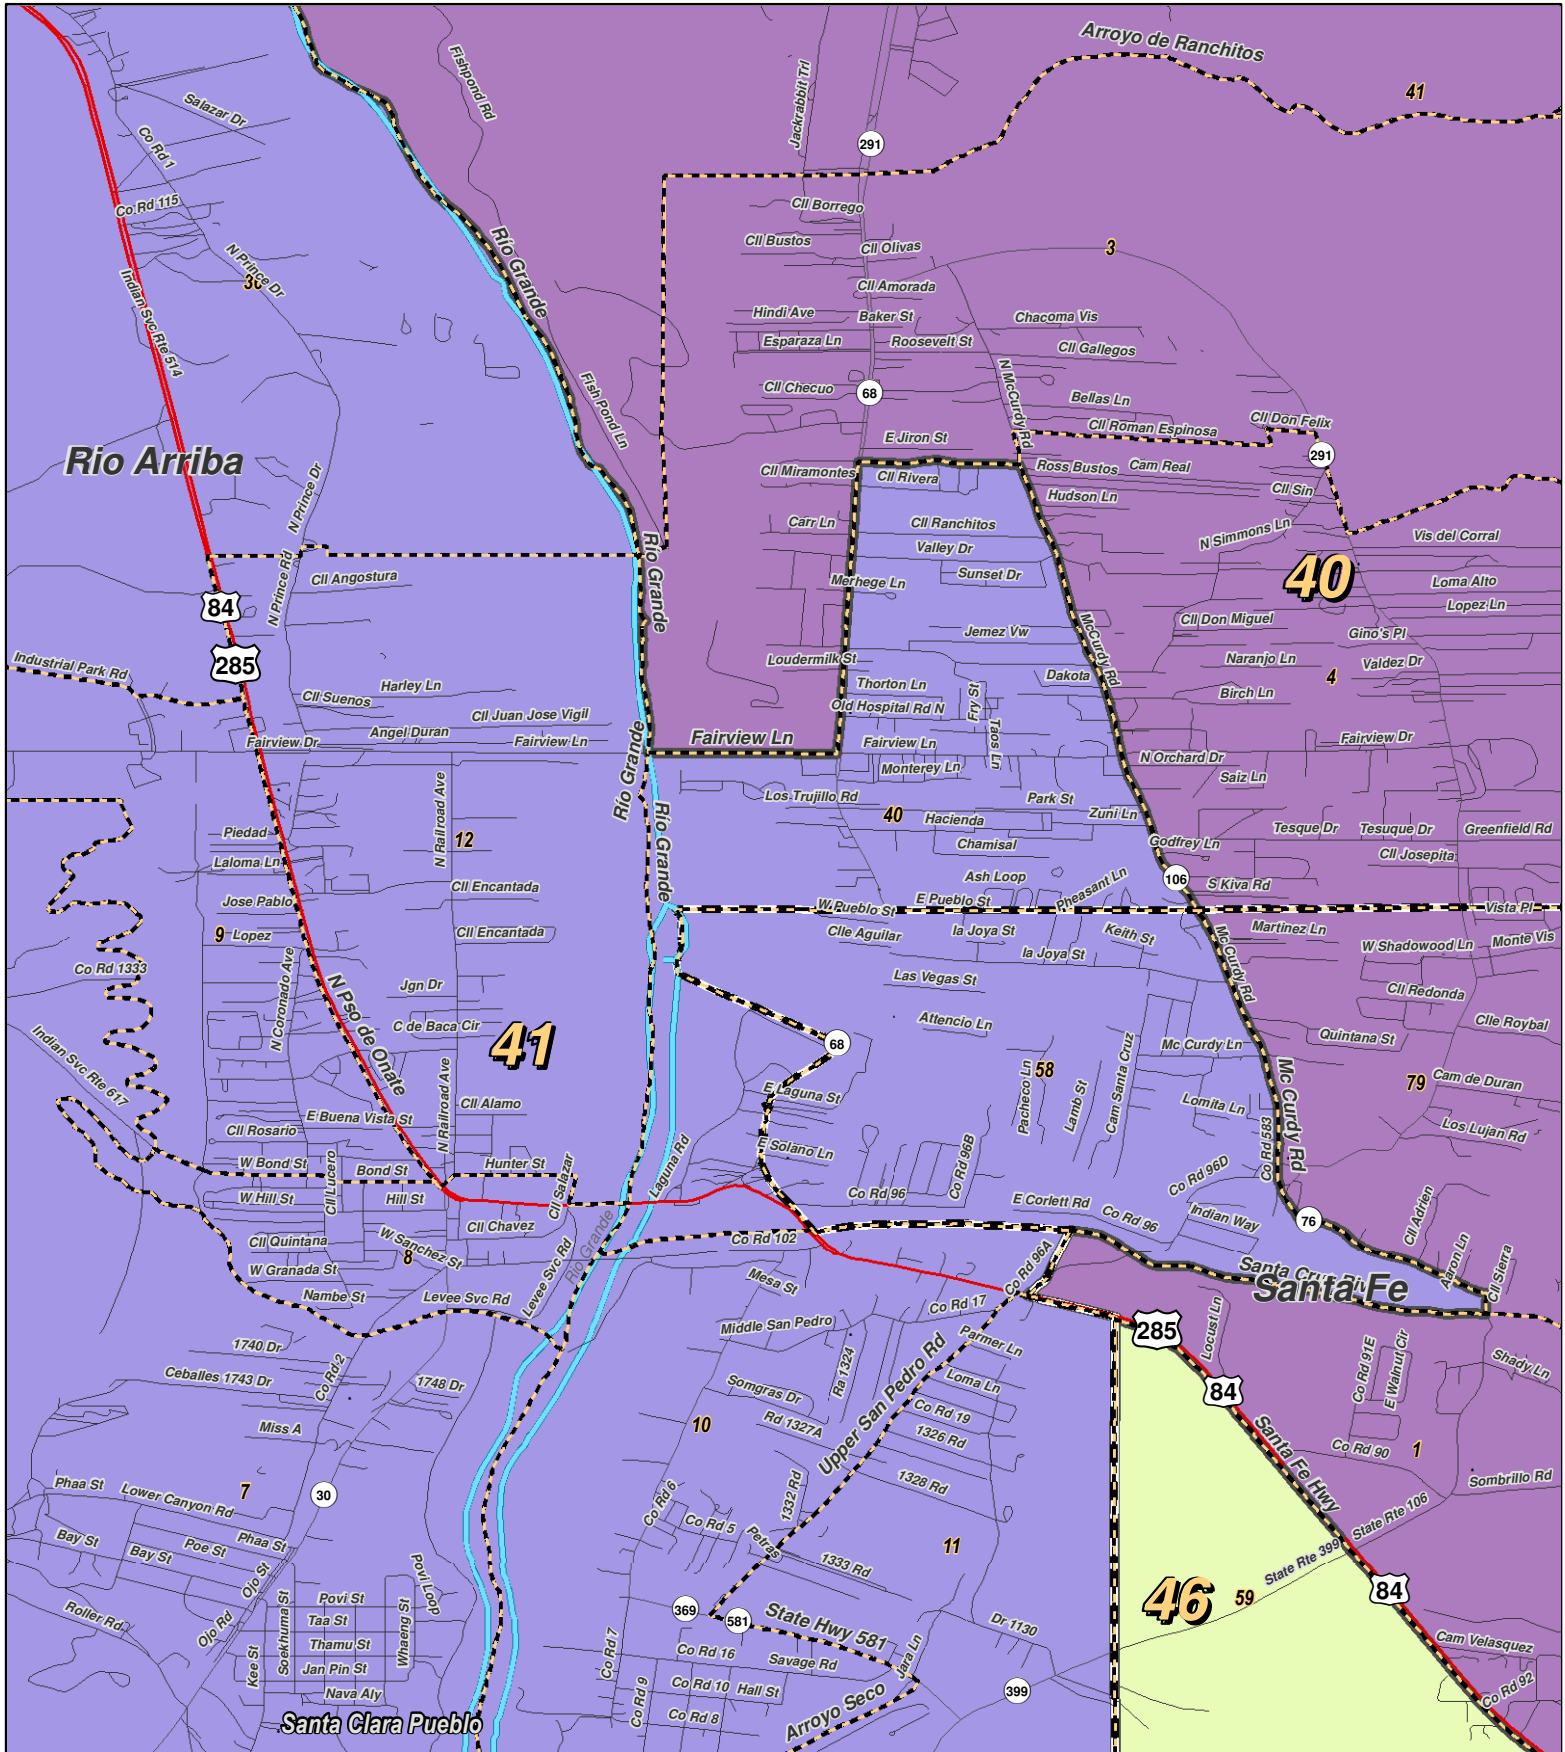 Arroyo de Ranchitos
Fishpond Rd
Jackrabbit Trl
41
Salazar Dr
Co Rd 1
291
Co Rd 115
Cll Borrego
Cll Bustos
Cll Olivas
3
N Prince Dr
30
Rio Grande
Cll Amorada
Indian Svc Rte 514
Hindi Ave
Baker St
Chacoma Vis
Esparaza Ln
Roosevelt St
Cll Gallegos
Fish Pond Ln
Cll Checuo
68
N McCurdy Rd
Bellas Ln
Cll Roman Espinosa
Cll Don Felix
E Jiron St
291
Rio Arriba
Cll Miramontes
Cll Rivera
Ross Bustos
Cam Real
Hudson Ln
Cll Sin
N Prince Dr
Carr Ln
Cll Ranchitos
N Simmons Ln
Vis del Corral
Valley Dr
Rio Grande
N Prince Rd
Cll Angostura
Merhege Ln
Sunset Dr
40
Loma Alto
84
Lopez Ln
Cll Don Miguel
Gino's Pl
Jemez Vw
McCurdy Rd
285
Industrial Park Rd
Loudermilk St
Naranjo Ln
Valdez Dr
Dakota
4
Harley Ln
Thorton Ln
Birch Ln
Cll Suenos
Fry St
Old Hospital Rd N
Cll Juan Jose Vigil
Taos Ln
Angel Duran
Fairview Dr
Fairview Ln
Fairview Ln
Fairview Ln
Fairview Dr
Rio Grande
N Orchard Dr
Monterey Ln
Saiz Ln
N Railroad Ave
Los Trujillo Rd
Park St
Rio Grande
40
Hacienda
Zuni Ln
Piedad
12
Tesque Dr
Tesuque Dr
Greenfield Rd
Chamisal
Godfrey Ln
Laloma Ln
Cll Josepita
Ash Loop
106
Cll Encantada
Pheasant Ln
S Kiva Rd
Jose Pablo
W Pueblo St
E Pueblo St
Vista Pl
9
Lopez
Cll Encantada
Clle Aguilar
la Joya St
Keith St
Martinez Ln
Monte Vis
la Joya St
W Shadowood Ln
Mc Curdy Rd
Co Rd 1333
N Coronado Ave
N Pso de Onate
Jgn Dr
Las Vegas St
Cll Redonda
C de Baca Cir
Attencio Ln
Clle Roybal
Indian Svc Rte 617
41
68
Quintana St
Mc Curdy Ln
Pacheco Ln
58
Cam Santa Cruz
Mc Curdy Rd
79
Cam de Duran
E Laguna St
Lamb St
Cll Alamo
Lomita Ln
E Buena Vista St
N Railroad Ave
Cll Rosario
Los Lujan Rd
E Solano Ln
Co Rd 96B
Co Rd 583
W Bond St
Bond St
Hunter St
Laguna Rd
Co Rd 96D
Cll Lucero
Cll Salazar
W Hill St
Hill St
Co Rd 96
E Corlett Rd
Co Rd 96
Indian Way
76
Cll Adrien
Cll Chavez
Cll Quintana
W Sanchez St
Rio Grande
Co Rd 102
8
Levee Svc Rd
Aaron Ln
Cll Sierra
W Granada St
Mesa St
Co Rd 96A
Santa Fe
Nambe St
Levee Svc Rd
Co Rd 17
Middle San Pedro
Parmer Ln
285
Locust Ln
1740 Dr
Co Rd 91E
E Walnut Cir
Shady Ln
Ceballes 1743 Dr
Co Rd 2
1748 Dr
Ra 1324
Loma Ln
84
Somgras Dr
Upper San Pedro Rd
Co Rd 19
Miss A
10
Rd 1327A
1326 Rd
Santa Fe Hwy
Co Rd 90
1
1328 Rd
Sombrillo Rd
Phaa St
Lower Canyon Rd
7
30
1332 Rd
Co Rd 6
Co Rd 5
State Rte 106
Petras
Bay St
Bay St
Poe St
Phaa St
11
1333 Rd
State Rte 399
Povi Loop
Ojo St
46
59
84
Povi St
369
581
State Hwy 581
Roller Rd
Ojo Rd
Soekhuma St
Taa St
Whaeng St
Dr 1130
Thamu St
Kee St
Jan Pin St
Co Rd 7
Co Rd 16
Savage Rd
Jara Ln
Cam Velasquez
Co Rd 9
Co Rd 10
Hall St
399
Co Rd 92
Nava Aly
Co Rd 8
Arroyo Seco
Santa Clara Pueblo